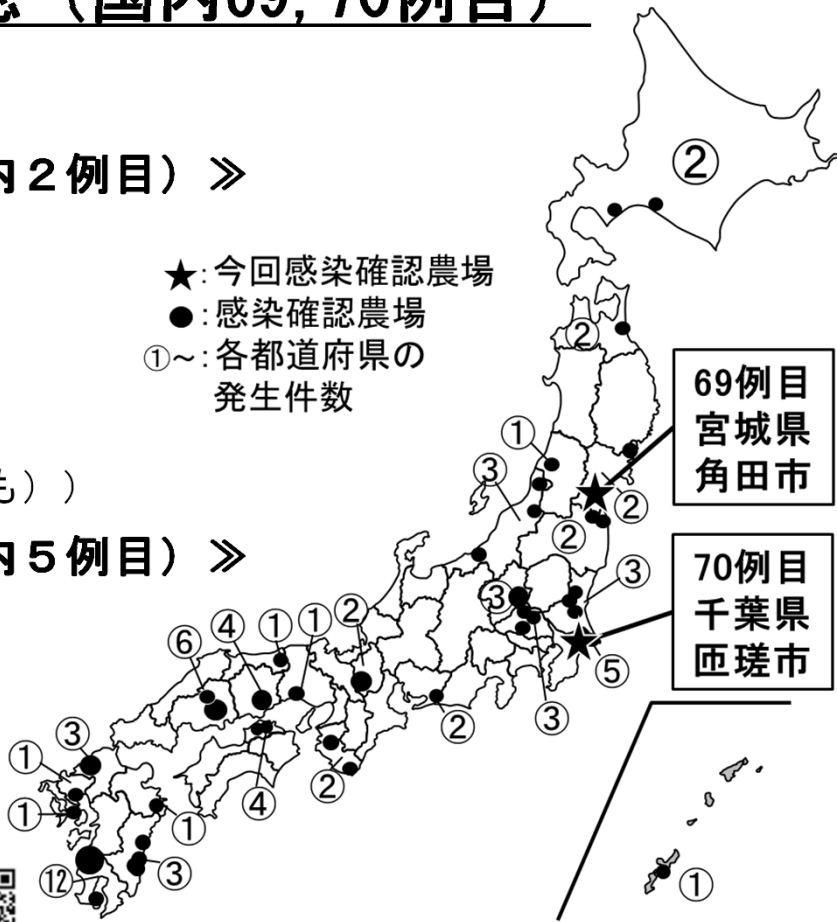 （国内69，70例目）
内２例目）≫
★：今回感染確認農場
●：感染確認農場
①～：各都道府県の
発生件数
も））
内５例目）≫
69例目
宮城県
角田市
70例目
千葉県
匝瑳市
②
②
①
③
②
②
③
③
⑤
③
②
②
①
①
④
⑥
④
②
③
①
①
①
③
⑫
①